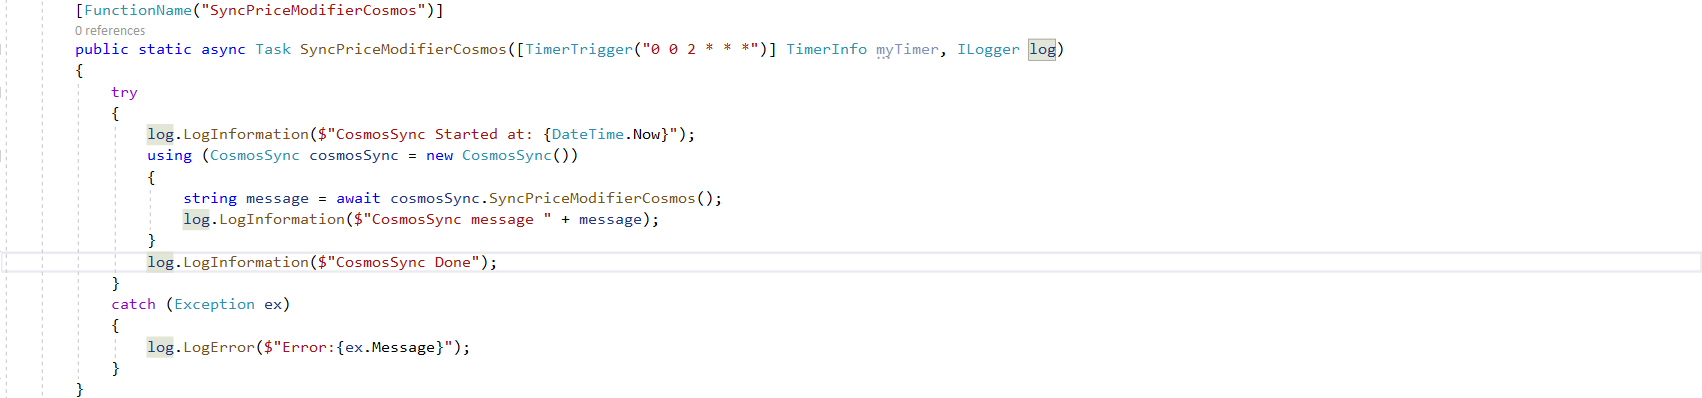 [FunctionName("SyncPriceModifierCosmos")]
0 references
public static async Task SyncPriceModifierCosmos([TimerTrigger("0 0 2 * * *")] TimerInfo myTimer, ILogger log)
{
try
{
log.LogInformation($"CosmosSync Started at: {DateTime.Now}");
using (CosmosSync cosmosSync = new CosmosSync())
{
string message = await cosmosSync.SyncPriceModifierCosmos();
log.LogInformation($"CosmosSync message " + message);
}
log.LogInformation($"CosmosSync Done");
}
catch (Exception ex)
{
log.LogError($"Error:{ex.Message}");
}
}